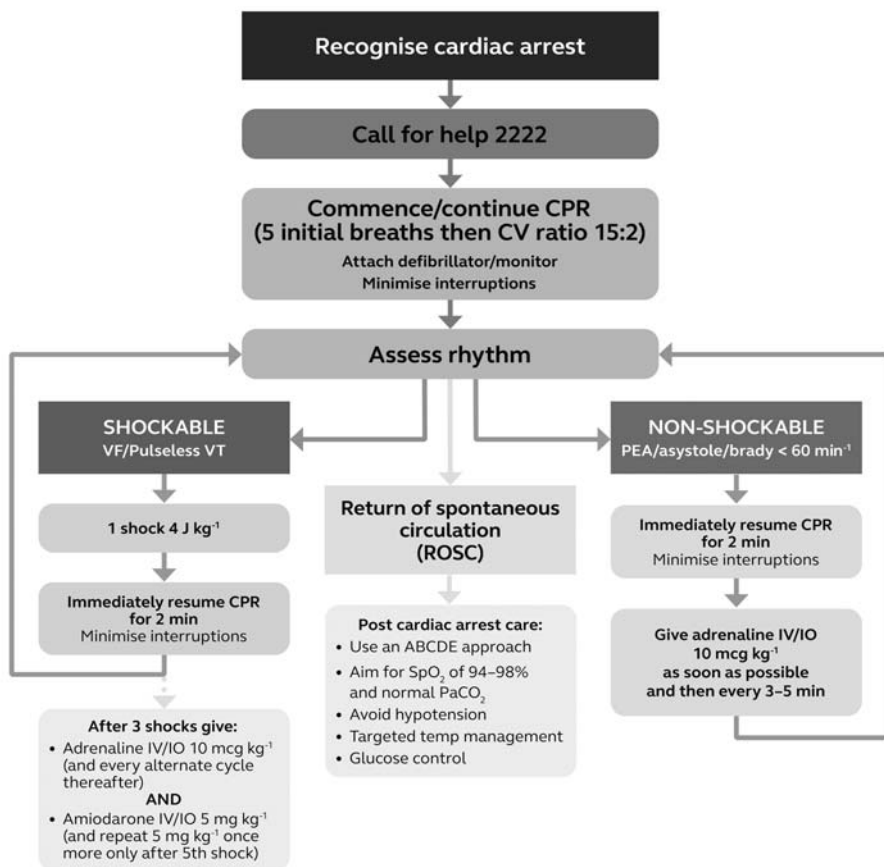 Recognise cardiac arrest
Call for help 2222
Commence/continue CPR
(5 initial breaths then CV ratio 15:2)
Attach defibrillator/monitor
Minimise interruptions
Assess rhythm
SHOCKABLE
VF/Pulseless VT
1 shock 4 J kg⁻¹
Immediately resume CPR
for 2 min
Minimise interruptions
After 3 shocks give:
• Adrenaline IV/IO 10 mcg kg⁻¹
(and every alternate cycle
thereafter)
AND
• Amiodarone IV/IO 5 mg kg⁻¹
(and repeat 5 mg kg⁻¹ once
more only after 5th shock)
Return of spontaneous
circulation
(ROSC)
Post cardiac arrest care:
• Use an ABCDE approach
• Aim for SpO₂ of 94–98%
and normal PaCO₂
• Avoid hypotension
• Targeted temp management
• Glucose control
NON-SHOCKABLE
PEA/asystole/brady < 60 min⁻¹
Immediately resume CPR
for 2 min
Minimise interruptions
Give adrenaline IV/IO
10 mcg kg⁻¹
as soon as possible
and then every 3–5 min